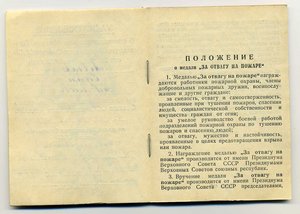 ПОЛОЖЕНИЕ
о медали „ЗА ОТВАГУ НА ПОЖАРЕ“
1. Медалью „За отвагу на пожаре“ награж-
даются работники пожарной охраны, члены
добровольных пожарных дружин, военнослу-
жащие и другие граждане:
за смелость, отвагу и самоотверженность,
проявленные при тушении пожаров, спасении
людей, социалистической собственности и
имущества граждан от огня;
за умелое руководство боевой работой
подразделений пожарной охраны по тушению
пожаров и спасению людей;
за отвагу, мужество и настойчивость,
проявленные в целях предотвращения взрыва
или пожара.
2. Награждение медалью „За отвагу на
пожаре“ производится от имени Президиума
Верховного Совета СССР Президиумами
Верховных Советов союзных республик.
3. Вручение медали „За отвагу на
пожаре“ производится от имени Президиума
Верховного Совета СССР председателями,